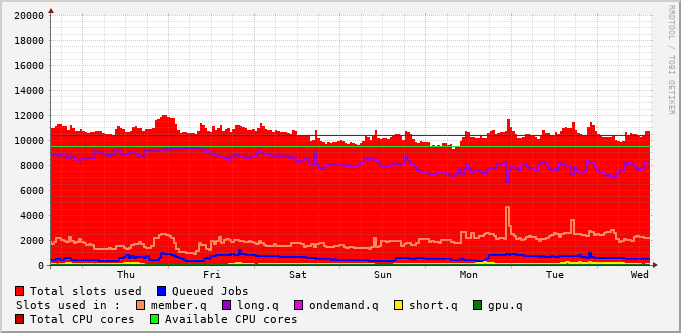 RRDTOOL / TOBI OETIKER
20000
18000
16000
14000
12000
10000
8000
6000
4000
2000
0
Thu Fri Sat Sun Mon Tue Wed
Total slots used Queued Jobs
Slots used in : member.q long.q ondemand.q short.q gpu.q
Total CPU cores Available CPU cores